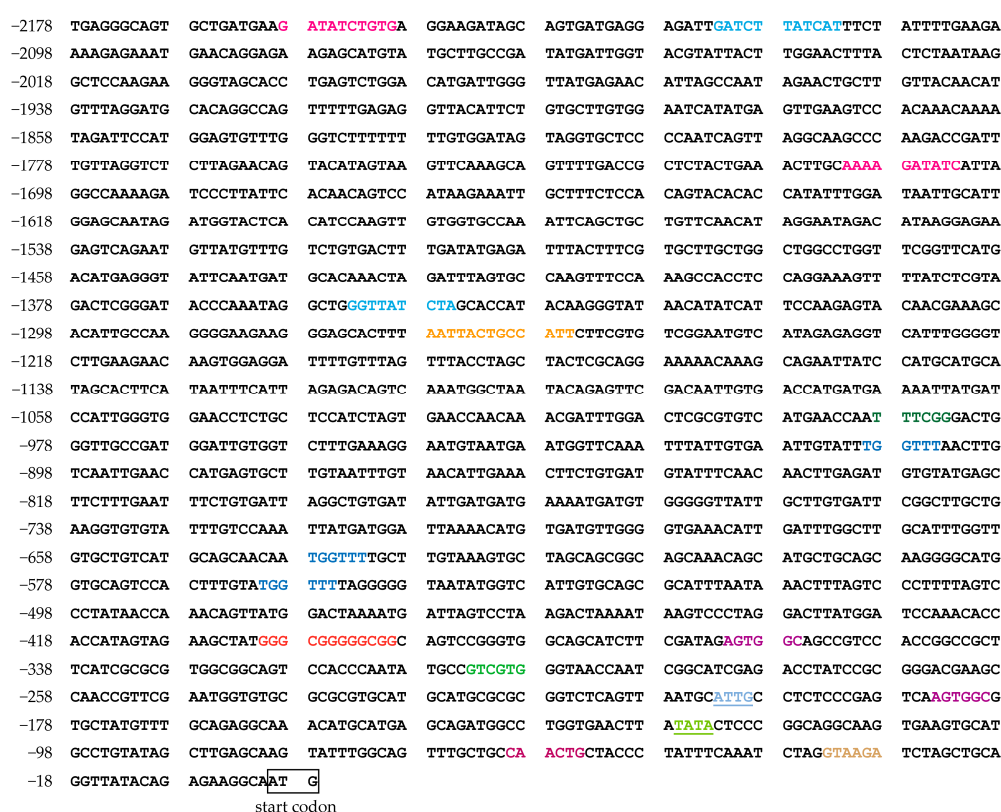 −2178 TGAGGGCAGT GCTGATGAAG ATATCTGTGA GGAAGATAGC AGTGATGAGG AGATTGATCT TATCATTTCT ATTTTGAAGA
−2098 AAAGAGAAAT GAACAGGAGA AGAGCATGTA TGCTTGCCGA TATGATTGGT ACGTATTACT TGGAACTTTA CTCTAATAAG
−2018 GCTCCAAGAA GGGTAGCACC TGAGTCTGGA CATGATTGGG TTATGAGAAC ATTAGCCAAT AGAACTGCTT GTTACAACAT
−1938 GTTTAGGATG CACAGGCCAG TTTTTGAGAG GTTACATTCT GTGCTTGTGG AATCATATGA GTTGAAGTCC ACAAACAAAA
−1858 TAGATTCCAT GGAGTGTTTG GGTCTTTTTT TTGTGGATAG TAGGTGCTCC CCAATCAGTT AGGCAAGCCC AAGACCGATT
−1778 TGTTAGGTCT CTTAGAACAG TACATAGTAA GTTCAAAGCA GTTTTGACCG CTCTACTGAA ACTTGCAAAA GATATCATTA
−1698 GGCCAAAAGA TCCCTTATTC ACAACAGTCC ATAAGAAATT GCTTTCTCCA CAGTACACAC CATATTTGGA TAATTGCATT
−1618 GGAGCAATAG ATGGTACTCA CATCCAAGTT GTGGTGCCAA ATTCAGCTGC TGTTCAACAT AGGAATAGAC ATAAGGAGAA
−1538 GAGTCAGAAT GTTATGTTTG TCTGTGACTT TGATATGAGA TTTACTTTCG TGCTTGCTGG CTGGCCTGGT TCGGTTCATG
−1458 ACATGAGGGT ATTCAATGAT GCACAAACTA GATTTAGTGC CAAGTTTCCA AAGCCACCTC CAGGAAAGTT TTATCTCGTA
−1378 GACTCGGGAT ACCCAAATAG GCTGGGTTAT CTAGCACCAT ACAAGGGTAT AACATATCAT TCCAAGAGTA CAACGAAAGC
−1298 ACATTGCCAA GGGGAAGAAG GGAGCACTTT AATTACTGCC ATTCTTCGTG TCGGAATGTC ATAGAGAGGT CATTTGGGGT
−1218 CTTGAAGAAC AAGTGGAGGA TTTTGTTTAG TTTACCTAGC TACTCGCAGG AAAAACAAAG CAGAATTATC CATGCATGCA
−1138 TAGCACTTCA TAATTTCATT AGAGACAGTC AAATGGCTAA TACAGAGTTC GACAATTGTG ACCATGATGA AAATTATGAT
−1058 CCATTGGGTG GAACCTCTGC TCCATCTAGT GAACCAACAA ACGATTTGGA CTCGCGTGTC ATGAACCAAT TTCGGGACTG
−978 GGTTGCCGAT GGATTGTGGT CTTTGAAAGG AATGTAATGA ATGGTTCAAA TTTATTGTGA ATTGTATTTG GTTTAACTTG
−898 TCAATTGAAC CATGAGTGCT TGTAATTTGT AACATTGAAA CTTCTGTGAT GTATTTCAAC AACTTGAGAT GTGTATGAGC
−818 TTCTTTGAAT TTCTGTGATT AGGCTGTGAT ATTGATGATG AAAATGATGT GGGGGTTATT GCTTGTGATT CGGCTTGCTG
−738 AAGGTGTGTA TTTGTCCAAA TTATGATGGA TTAAAACATG TGATGTTGGG GTGAAACATT GATTTGGCTT GCATTTGGTT
−658 GTGCTGTCAT GCAGCAACAA TGGTTTTGCT TGTAAAGTGC TAGCAGCGGC AGCAAACAGC ATGCTGCAGC AAGGGGCATG
−578 GTGCAGTCCA CTTTGTATGG TTTTAGGGGG TAATATGGTC ATTGTGCAGC GCATTTAATA AACTTTAGTC CCTTTTAGTC
−498 CCTATAACCA AACAGTTATG GACTAAAATG ATTAGTCCTA AGACTAAAAT AAGTCCCTAG GACTTATGGA TCCAAACACC
−418 ACCATAGTAG AAGCTATGGG CGGGGGCGGC CAGTCCGGGTG GCAGCATCTT CGATAGAGTG GCAGCCGTCC ACCGGCCGCT
−338 TCATCGCGCG TGGCGGCAGT CCACCCAATA TGCCGTCGTG GGTAACCAAT CGGCATCGAG ACCTATCCGC GGGACGAAGC
−258 CAACCGTTCG AATGGTGTGC GCGCGTGCAT GCATGCGCGC GGTCTCAGTT AATGCATTGC CTCTCCCGAG TCAAGTGGCG
−178 TGCTATGTTT GCAGAGGCAA ACATGCATGA GCAGATGGCC TGGTGAACTT ATATACTCCC GGCAGGCAAG TGAAGTGCAT
−98 GCCTGTATAG CTTGAGCAAG TATTTGGCAG TTTGCTGCCA ACTGCTACCC TATTTCAAAT CTAGGTAAGA TCTAGCTGCA
−18 GGTTATACAG AGAAGGCAAT G
start codon